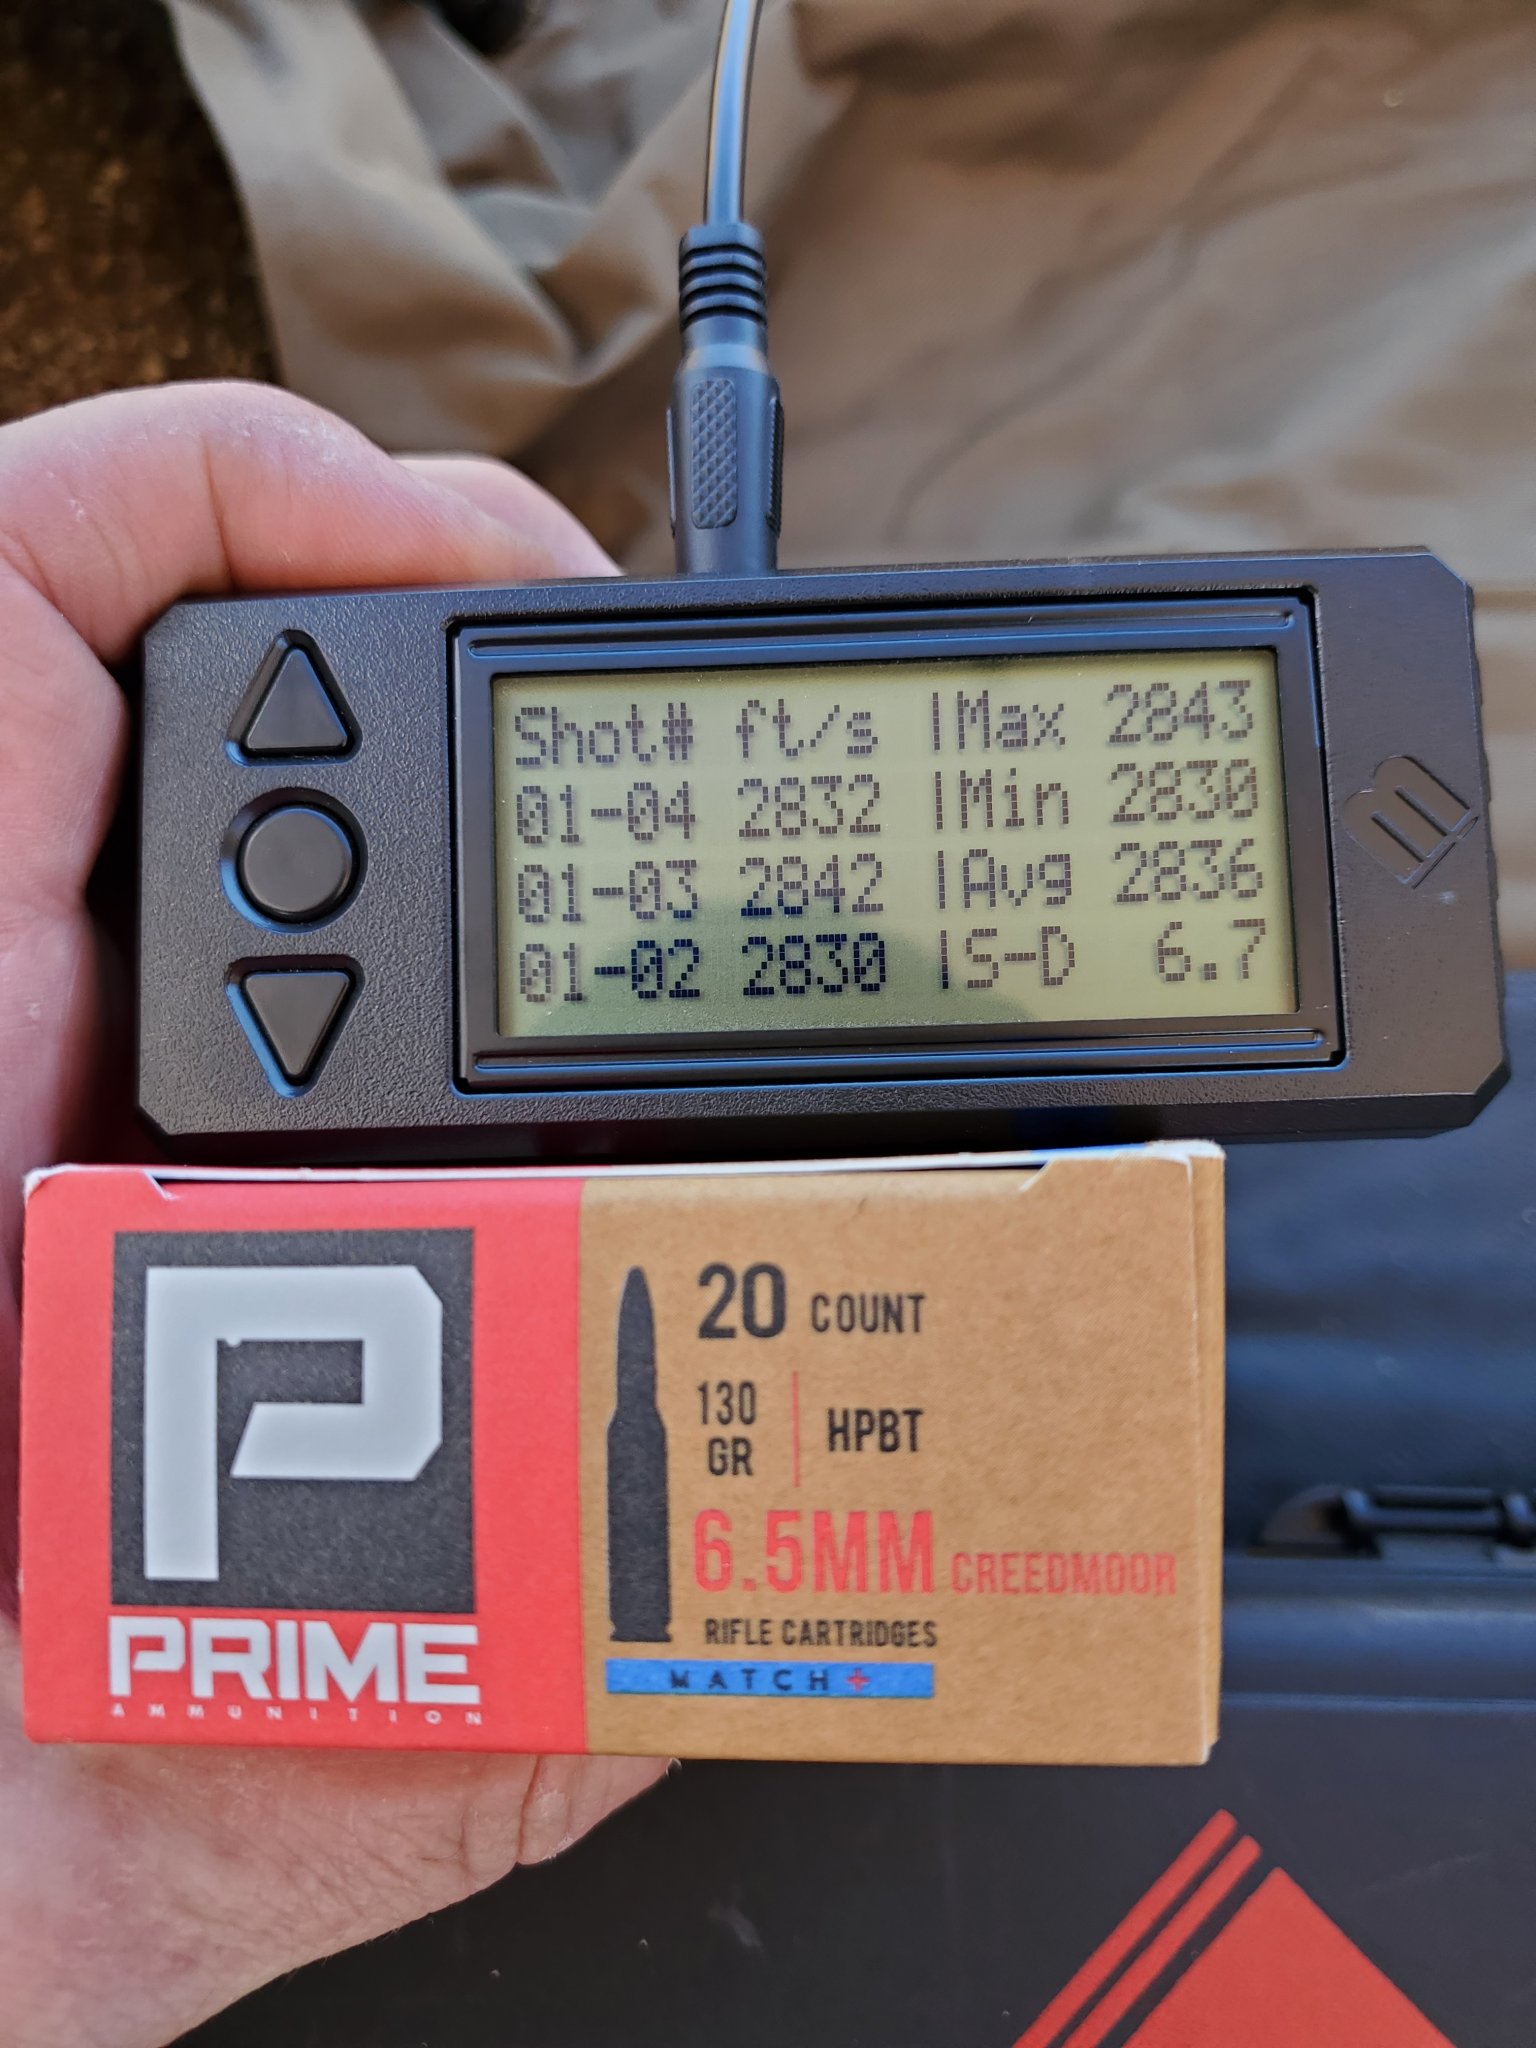 Shot# ft/s |Max 2843
01-04 2832 |Min 2830
01-03 2842 |Avg 2836
01-02 2830 |S-D 6.7
P
PRIME
AMMUNITION
20 COUNT
130 GR | HPBT
6.5MM CREEDMOOR
RIFLE CARTRIDGES
MATCH+